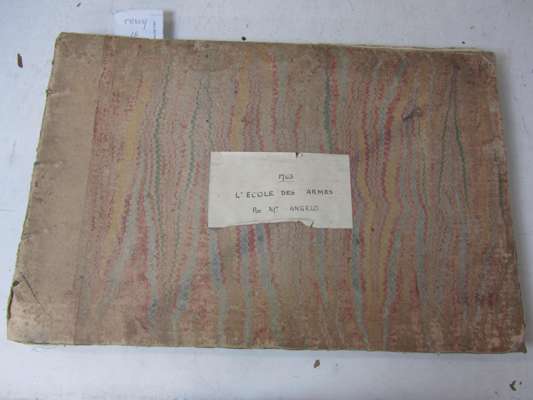 1763
L'ECOLE DES ARMES
Par Mr ANGELO